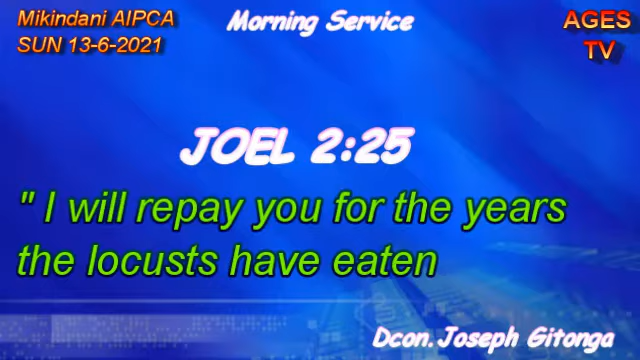 Mikindani AIPCA
SUN 13-6-2021
Morning Service
AGES
TV
JOEL 2:25
" I will repay you for the years
the locusts have eaten
Dcon. Joseph Gitonga